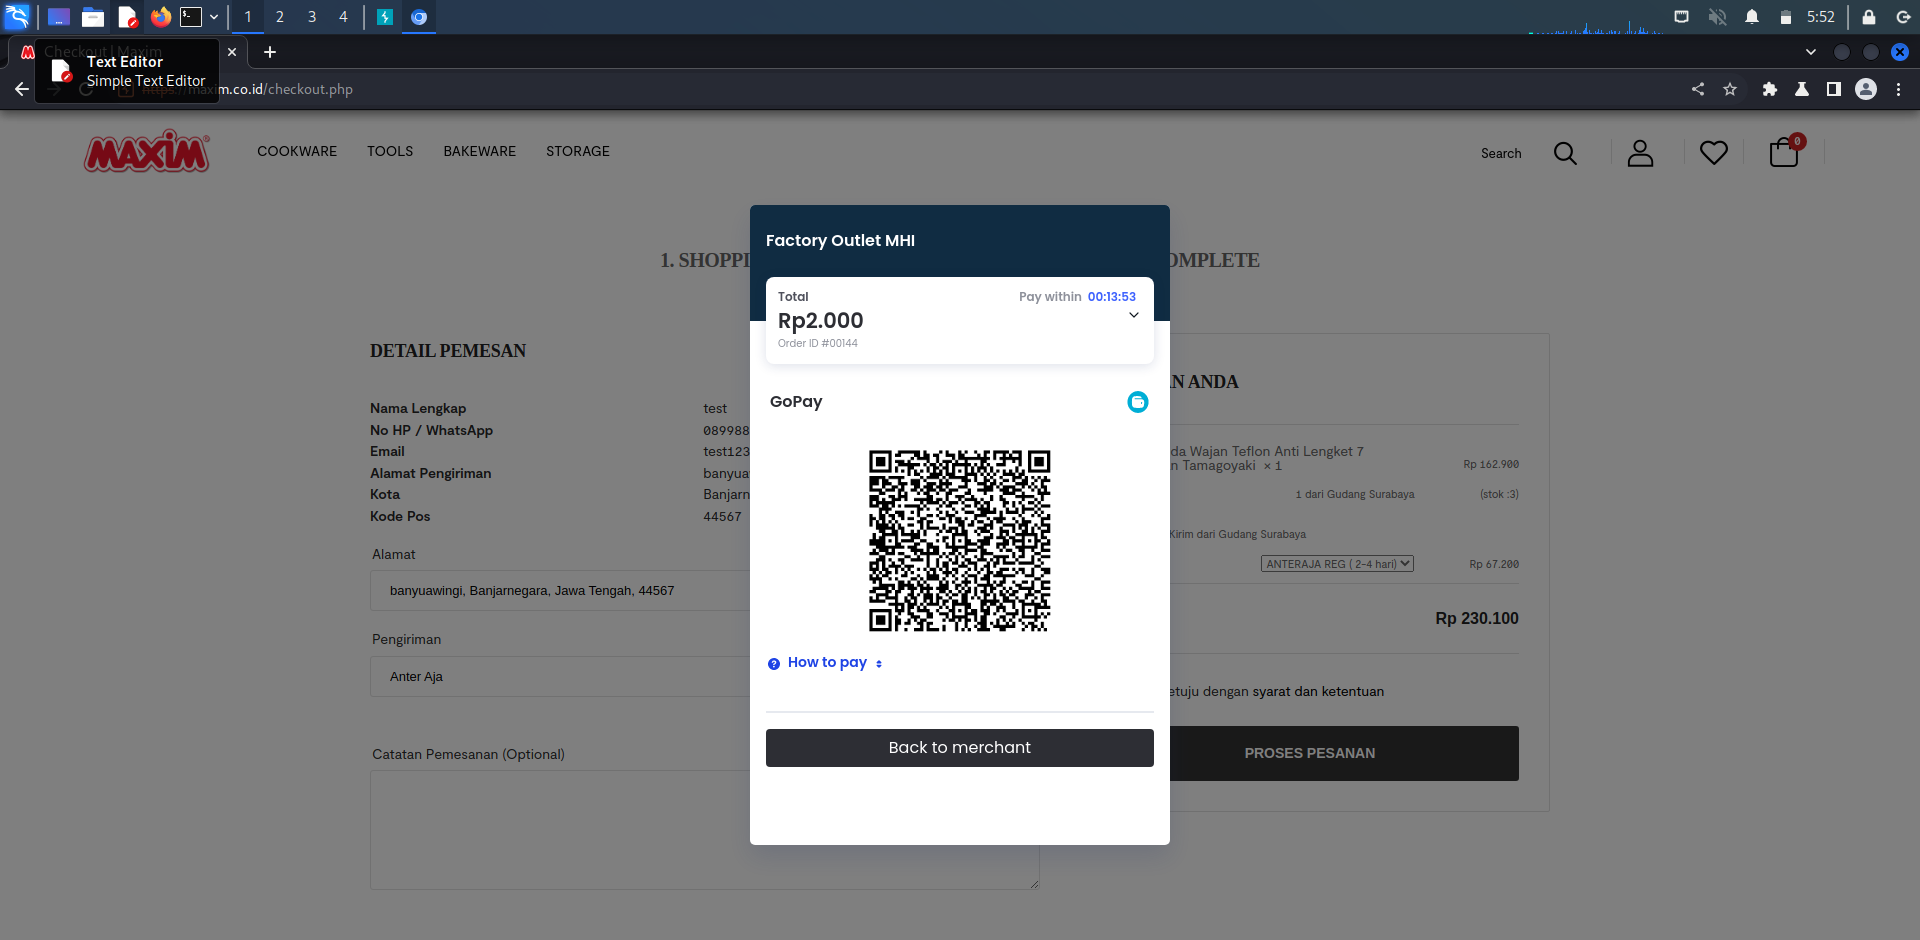 1 2 3 4
5:52
Checkout | Maxim
Text Editor
Simple Text Editor
https://maxim.co.id/checkout.php
MAXIM®
COOKWARE TOOLS BAKEWARE STORAGE
Search
0
1. SHOPPI
OMPLETE
Factory Outlet MHI
Total
Pay within 00:13:53
Rp2.000
Order ID #00144
GoPay
How to pay
Back to merchant
DETAIL PEMESAN
Nama Lengkap test
No HP / WhatsApp 089988
Email test123
Alamat Pengiriman banyua
Kota Banjarn
Kode Pos 44567
Alamat
banyuawingi, Banjarnegara, Jawa Tengah, 44567
Pengiriman
Anter Aja
Catatan Pemesanan (Optional)
AN ANDA
da Wajan Teflon Anti Lengket 7
n Tamagoyaki × 1
Rp 162.900
1 dari Gudang Surabaya
(stok :3)
Kirim dari Gudang Surabaya
ANTERAJA REG ( 2-4 hari)
Rp 67.200
Rp 230.100
etuju dengan syarat dan ketentuan
PROSES PESANAN